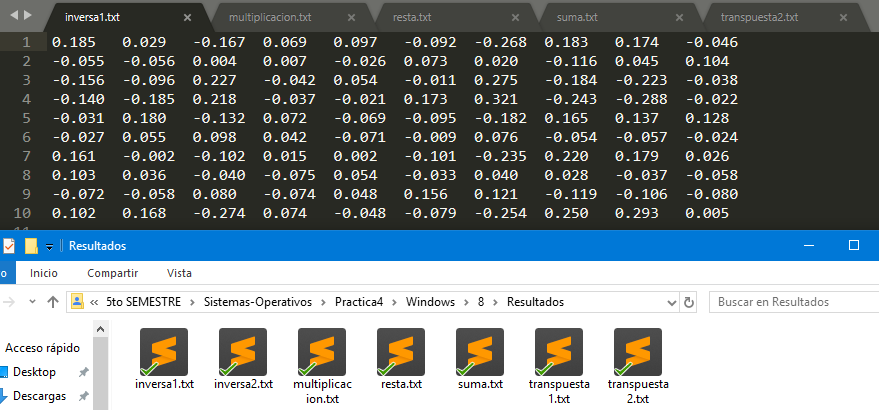 inversa1.txt × multiplicacion.txt × resta.txt × suma.txt × transpuesta2.txt ×
1 0.185 0.029 -0.167 0.069 0.097 -0.092 -0.268 0.183 0.174 -0.046
2 -0.055 -0.056 0.004 0.007 -0.026 0.073 0.020 -0.116 0.045 0.104
3 -0.156 -0.096 0.227 -0.042 0.054 -0.011 0.275 -0.184 -0.223 -0.038
4 -0.140 -0.185 0.218 -0.037 -0.021 0.173 0.321 -0.243 -0.288 -0.022
5 -0.031 0.180 -0.132 0.072 -0.069 -0.095 -0.182 0.165 0.137 0.128
6 -0.027 0.055 0.098 0.042 -0.071 -0.009 0.076 -0.054 -0.057 -0.024
7 0.161 -0.002 -0.102 0.015 0.002 -0.101 -0.235 0.220 0.179 0.026
8 0.103 0.036 -0.040 -0.075 0.054 -0.033 0.040 0.028 -0.037 -0.058
9 -0.072 -0.058 0.080 -0.074 0.048 0.156 0.121 -0.119 -0.106 -0.080
10 0.102 0.168 -0.274 0.074 -0.048 -0.079 -0.254 0.250 0.293 0.005
Resultados
o Inicio Compartir Vista
« 5to SEMESTRE > Sistemas-Operativos > Practica4 > Windows > 8 > Resultados Buscar en Resultados
Acceso rápido
Desktop
Descargas
inversa1.txt inversa2.txt multiplicac
ion.txt resta.txt suma.txt transpuesta
1.txt transpuesta
2.txt